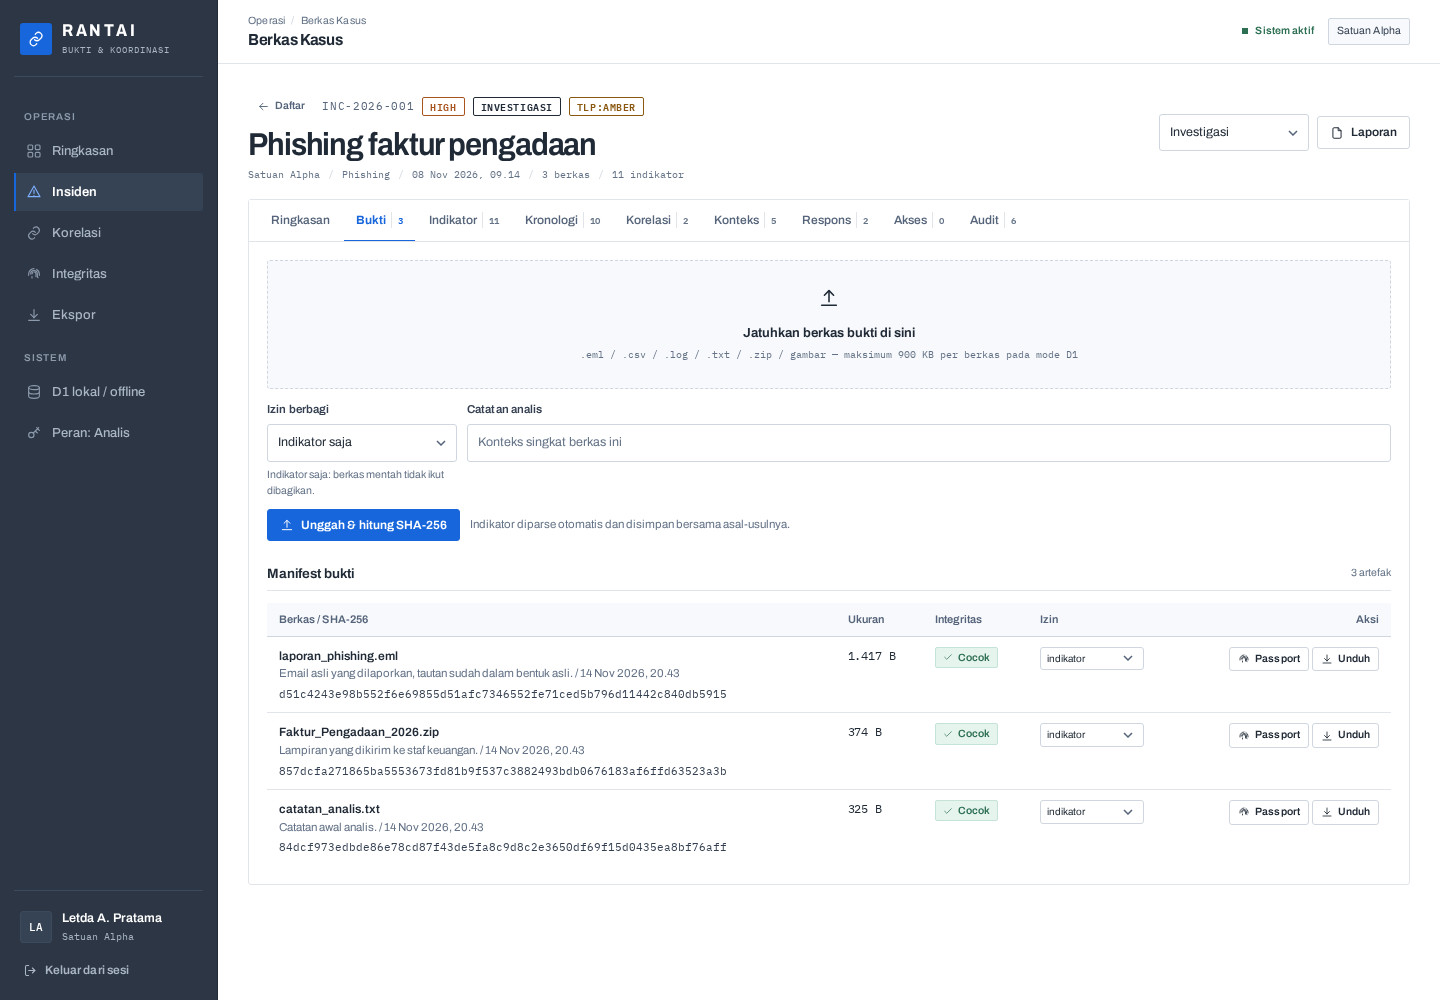 RANTAI
BUKTI & KOORDINASI
OPERASI
Ringkasan
Insiden
Korelasi
Integritas
Ekspor
SISTEM
D1 lokal / offline
Peran: Analis
LA
Letda A. Pratama
Satuan Alpha
Keluar dari sesi
Operasi / Berkas Kasus
Berkas Kasus
Sistem aktif
Satuan Alpha
Daftar INC-2026-001 HIGH INVESTIGASI TLP:AMBER
Phishing faktur pengadaan
Satuan Alpha / Phishing / 08 Nov 2026, 09.14 / 3 berkas / 11 indikator
Investigasi
Laporan
Ringkasan Bukti 3 Indikator 11 Kronologi 10 Korelasi 2 Konteks 5 Respons 2 Akses 0 Audit 6
Jatuhkan berkas bukti di sini
.eml / .csv / .log / .txt / .zip / gambar — maksimum 900 KB per berkas pada mode D1
Izin berbagi
Catatan analis
Indikator saja
Konteks singkat berkas ini
Indikator saja: berkas mentah tidak ikut
dibagikan.
Unggah & hitung SHA-256
Indikator diparse otomatis dan disimpan bersama asal-usulnya.
Manifest bukti
3 artefak
Berkas / SHA-256 Ukuran Integritas Izin Aksi
laporan_phishing.eml 1.417 B Cocok indikator Passport Unduh
Email asli yang dilaporkan, tautan sudah dalam bentuk asli. / 14 Nov 2026, 20.43
d51c4243e98b552f6e69855d51afc7346552fe71ced5b796d11442c840db5915
Faktur_Pengadaan_2026.zip 374 B Cocok indikator Passport Unduh
Lampiran yang dikirim ke staf keuangan. / 14 Nov 2026, 20.43
857dcfa271865ba5553673fd81b9f537c3882493bdb0676183af6ffd63523a3b
catatan_analis.txt 325 B Cocok indikator Passport Unduh
Catatan awal analis. / 14 Nov 2026, 20.43
84dcf973edbde86e78cd87f43de5fa8c9d8c2e3650df69f15d0435ea8bf76aff